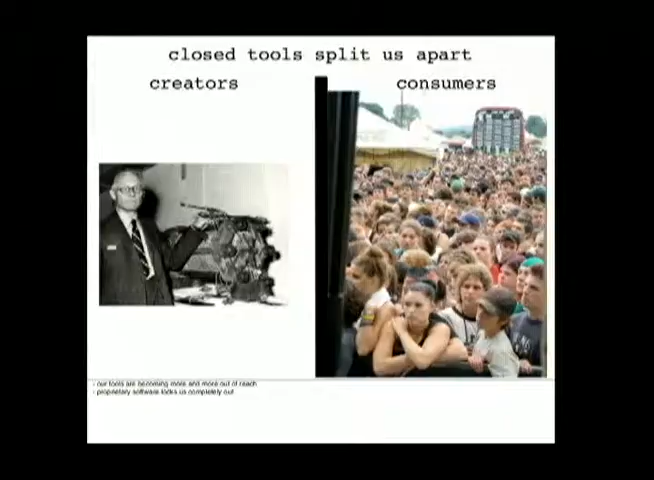 closed tools split us apart
creators consumers
- our tools are becoming more and more out of reach
- proprietary software locks us completely out